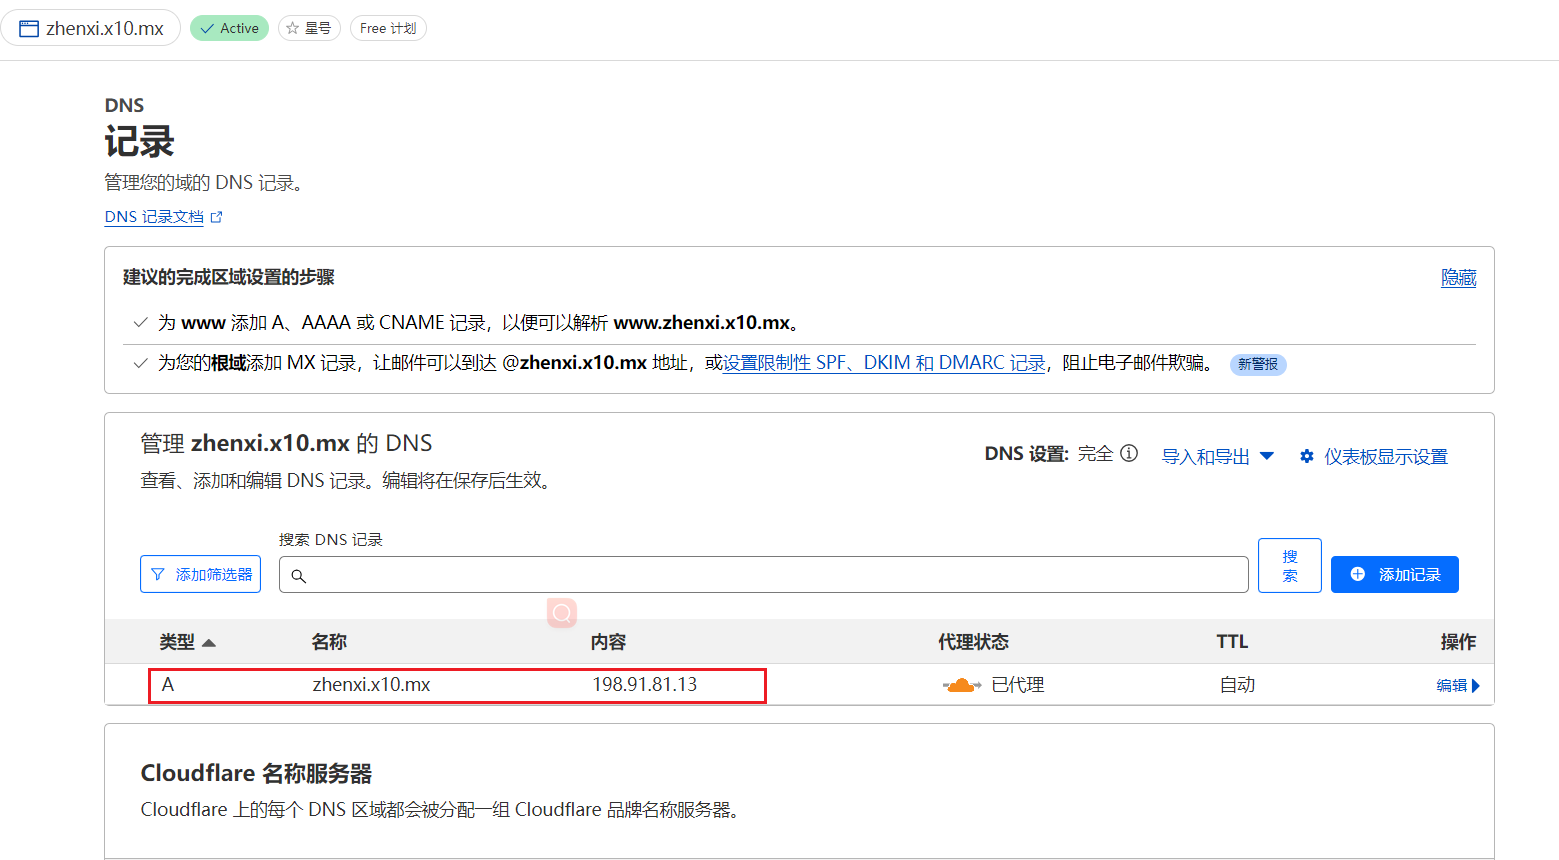 zhenxi.x10.mx Active 星号 Free 计划
DNS
记录
管理您的域的 DNS 记录。
DNS 记录文档
建议的完成区域设置的步骤 隐藏
为 www 添加 A、AAAA 或 CNAME 记录，以便可以解析 www.zhenxi.x10.mx。
为您的根域添加 MX 记录，让邮件可以到达 @zhenxi.x10.mx 地址，或设置限制性 SPF、DKIM 和 DMARC 记录，阻止电子邮件欺骗。 新警报
管理 zhenxi.x10.mx 的 DNS
DNS 设置: 完全 导入和导出 仪表板显示设置
查看、添加和编辑 DNS 记录。编辑将在保存后生效。
搜索 DNS 记录
添加筛选器 搜索 添加记录
类型 名称 内容 代理状态 TTL 操作
A zhenxi.x10.mx 198.91.81.13 已代理 自动 编辑
Cloudflare 名称服务器
Cloudflare 上的每个 DNS 区域都会被分配一组 Cloudflare 品牌名称服务器。